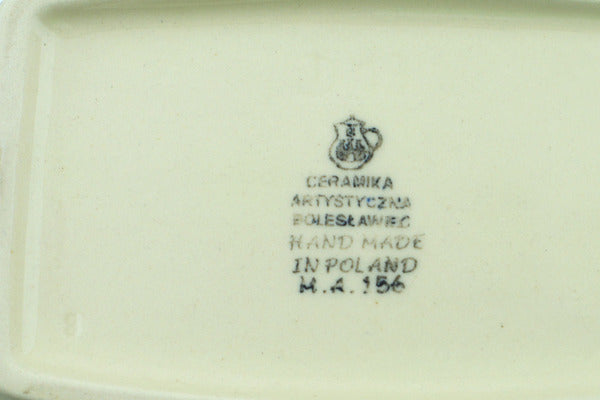 CERAMIKA
ARTYSTYCZNA
BOLESŁAWIEC
HAND MADE
IN POLAND
M.A. 156